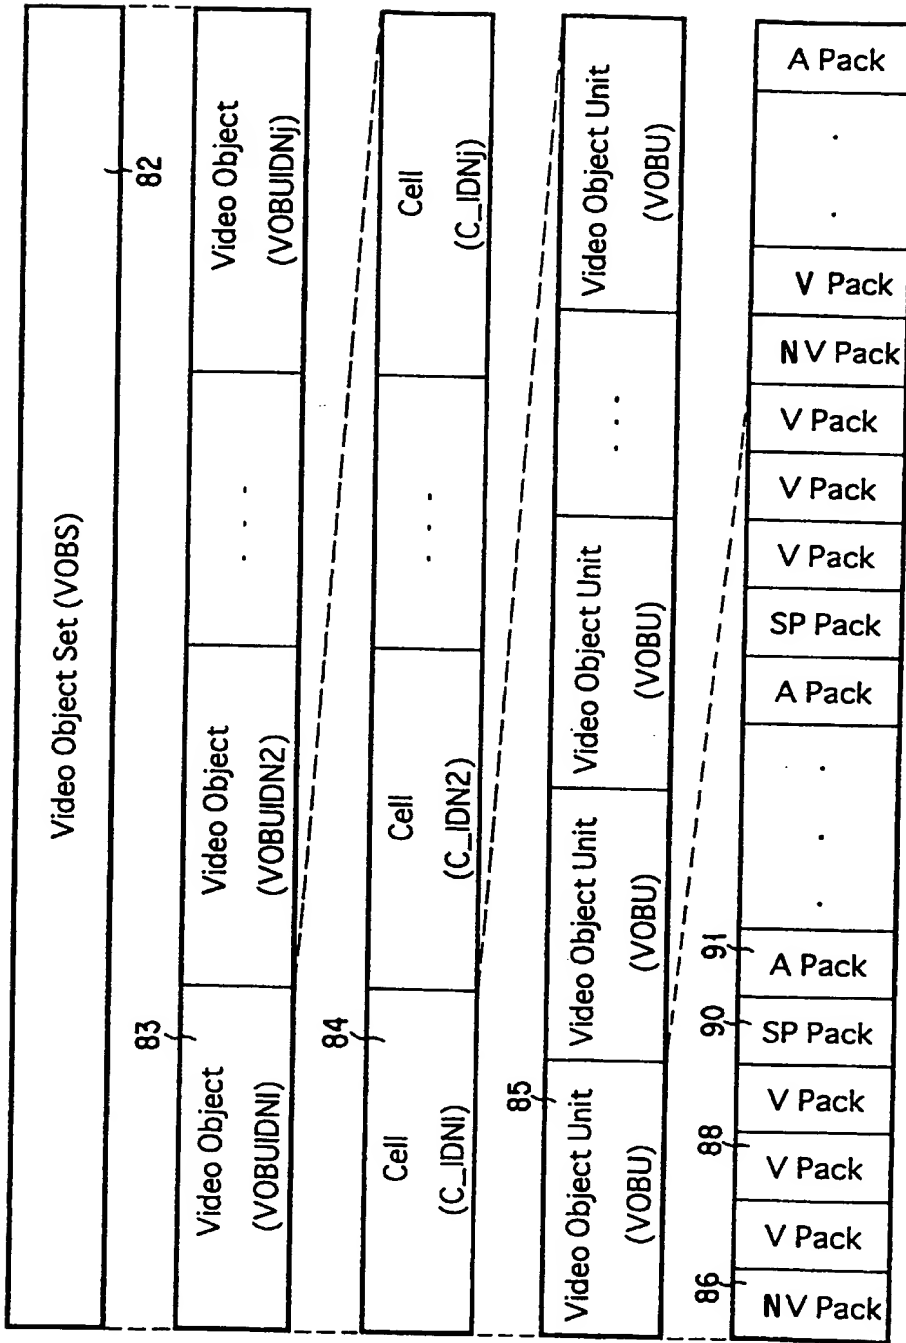 Video Object Set (VOBS)
82
83
Video Object
(VOBUIDN1)
Video Object
(VOBUIDN2)
. . .
Video Object
(VOBUIDNj)
84
Cell
(C_IDN1)
Cell
(C_IDN2)
. . .
Cell
(C_IDNj)
85
Video Object Unit
(VOBU)
Video Object Unit
(VOBU)
Video Object Unit
(VOBU)
. . .
Video Object Unit
(VOBU)
86
88
90
91
NV Pack
V Pack
V Pack
V Pack
SP Pack
A Pack
. . .
A Pack
SP Pack
V Pack
V Pack
V Pack
NV Pack
V Pack
. . .
A Pack